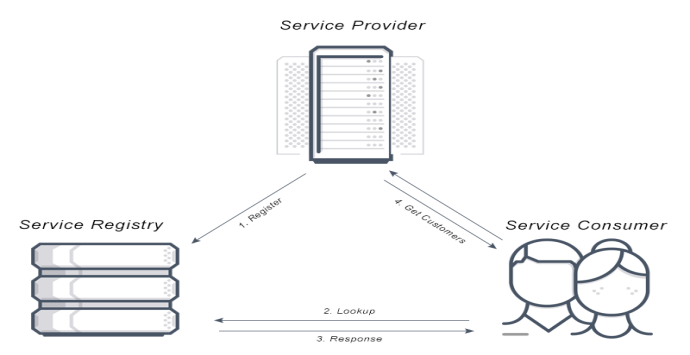 Service Provider
1. Register
4. Get Customers
Service Registry
Service Consumer
2. Lookup
3. Response